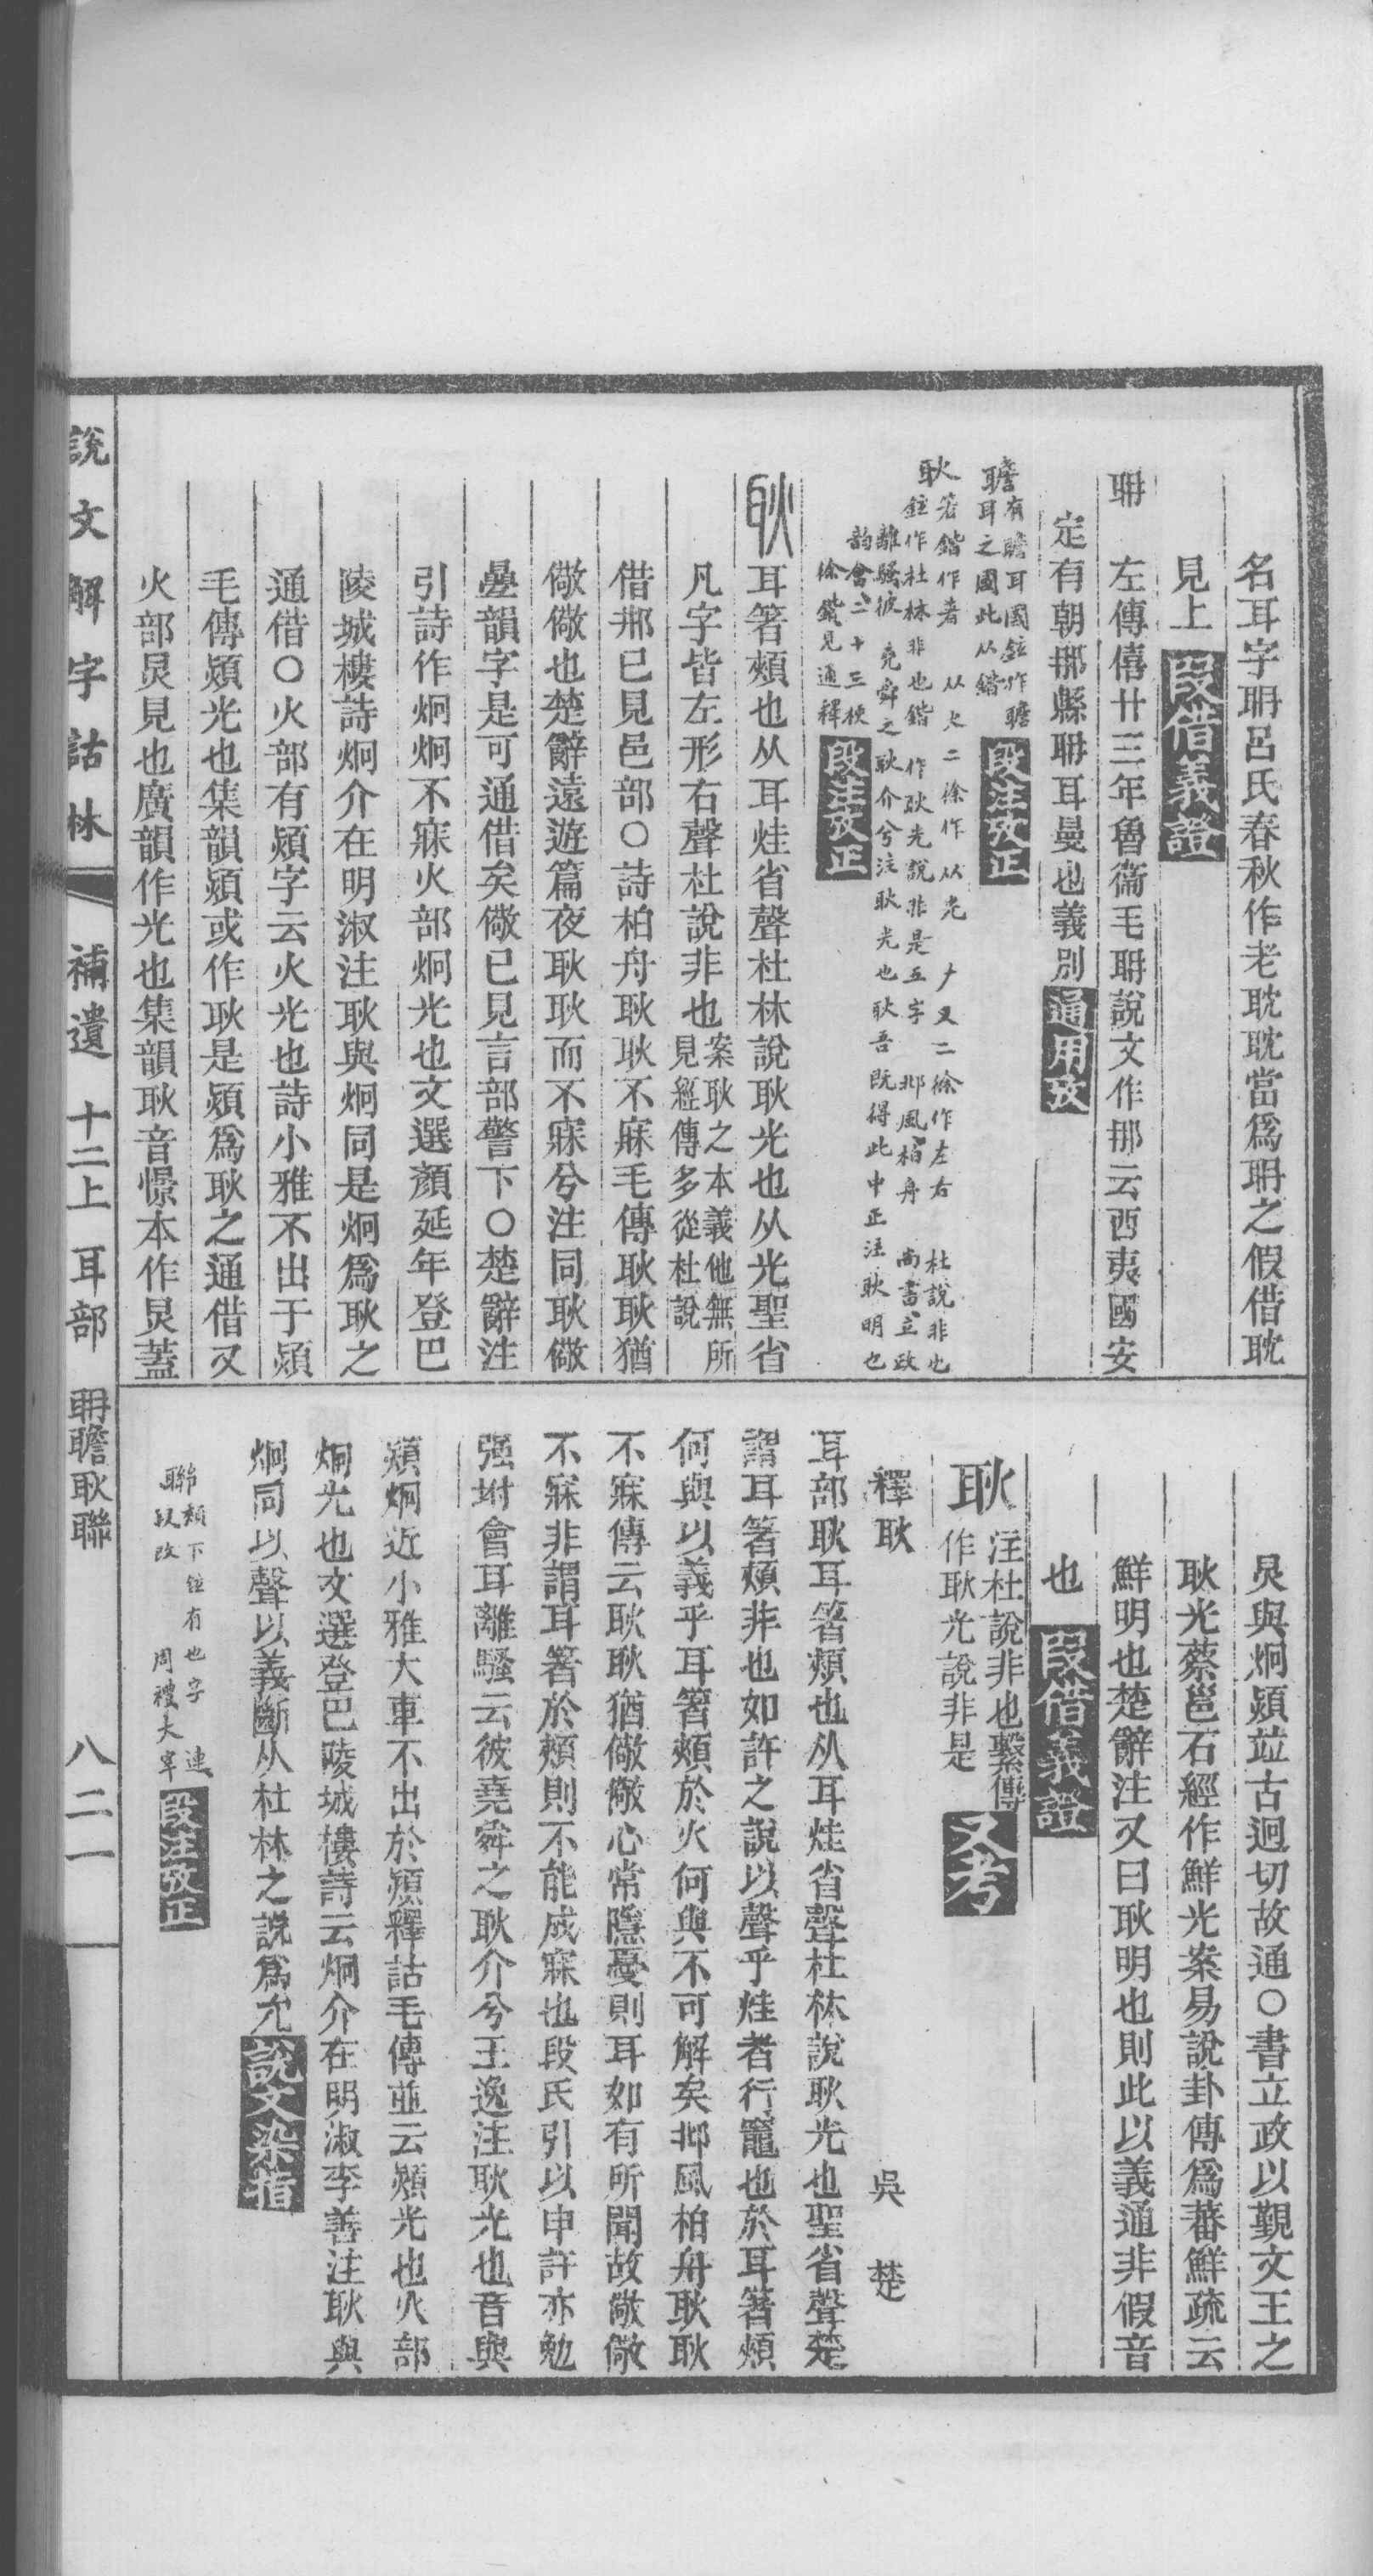 名耳字耼呂氏春秋作老耽耽當爲耼之假借耽
見上段借義證
耼 左傳僖廿三年魯衞毛耼說文作𨙻云西夷國安
定有朝𨙻縣耼耳曼也義別通用攷
聸有聸耳國鉉作聸
耳之國此从鍇段注攷正
耿箸鍇作著 从火二徐作从光 ナ又二徐作左右 杜說非也
鉉作杜林非也鍇作耿光說非是五字 邶風柏舟 尚書立政
離騷彼堯舜之耿介兮注耿光也耿吾既得此中正注耿明也
韵會二十三梗
徐鍇見通釋段注攷正
耿 耳箸頰也从耳烓省聲杜林說耿光也从光聖省
凡字皆左形右聲杜說非也案耿之本義他無所
見經傳多從杜說
借𨙻已見邑部○詩柏舟耿耿不寐毛傳耿耿猶
儆儆也楚辭遠遊篇夜耿耿而不寐兮注同耿儆
曡韻字是可通借矣儆已見言部警下○楚辭注
引詩作炯炯不寐火部炯光也文選顏延年登巴
陵城樓詩炯介在明淑注耿與炯同是炯爲耿之
通借○火部有熲字云火光也詩小雅不出于熲
毛傳熲光也集韻熲或作耿是熲爲耿之通借又
火部炅見也廣韻作光也集韻耿音憬本作炅蓋
炅與炯熲竝古迥切故通○書立政以覲文王之
耿光蔡邕石經作鮮光案易說卦傳爲蕃鮮疏云
鮮明也楚辭注又曰耿明也則此以義通非假音
也段借義證
耿 注杜說非也繫傳
作耿光說非是又考
釋耿 吳楚
耳部耿耳箸頰也从耳烓省聲杜林說耿光也聖省聲楚
謂耳箸頰非也如許之說以聲乎烓者行竈也於耳箸頰
何與以義乎耳箸頰於火何與不可解矣邶風柏舟耿耿
不寐傳云耿耿猶儆儆心常隱憂則耳如有所聞故儆儆
不寐非謂耳箸於頰則不能成寐也段氏引以申許亦勉
强坿會耳離騷云彼堯舜之耿介兮王逸注耿光也音與
熲炯近小雅大車不出於熲釋詁毛傳並云熲光也火部
炯光也文選登巴陵城樓詩云炯介在明淑李善注耿與
炯同以聲以義斷从杜林之說爲允說文染指
聯頰下鉉有也字 連
以改 周禮大宰段注攷正
說文解字詁林 補遺 十二上 耳部 耼聸耿聯 八二一